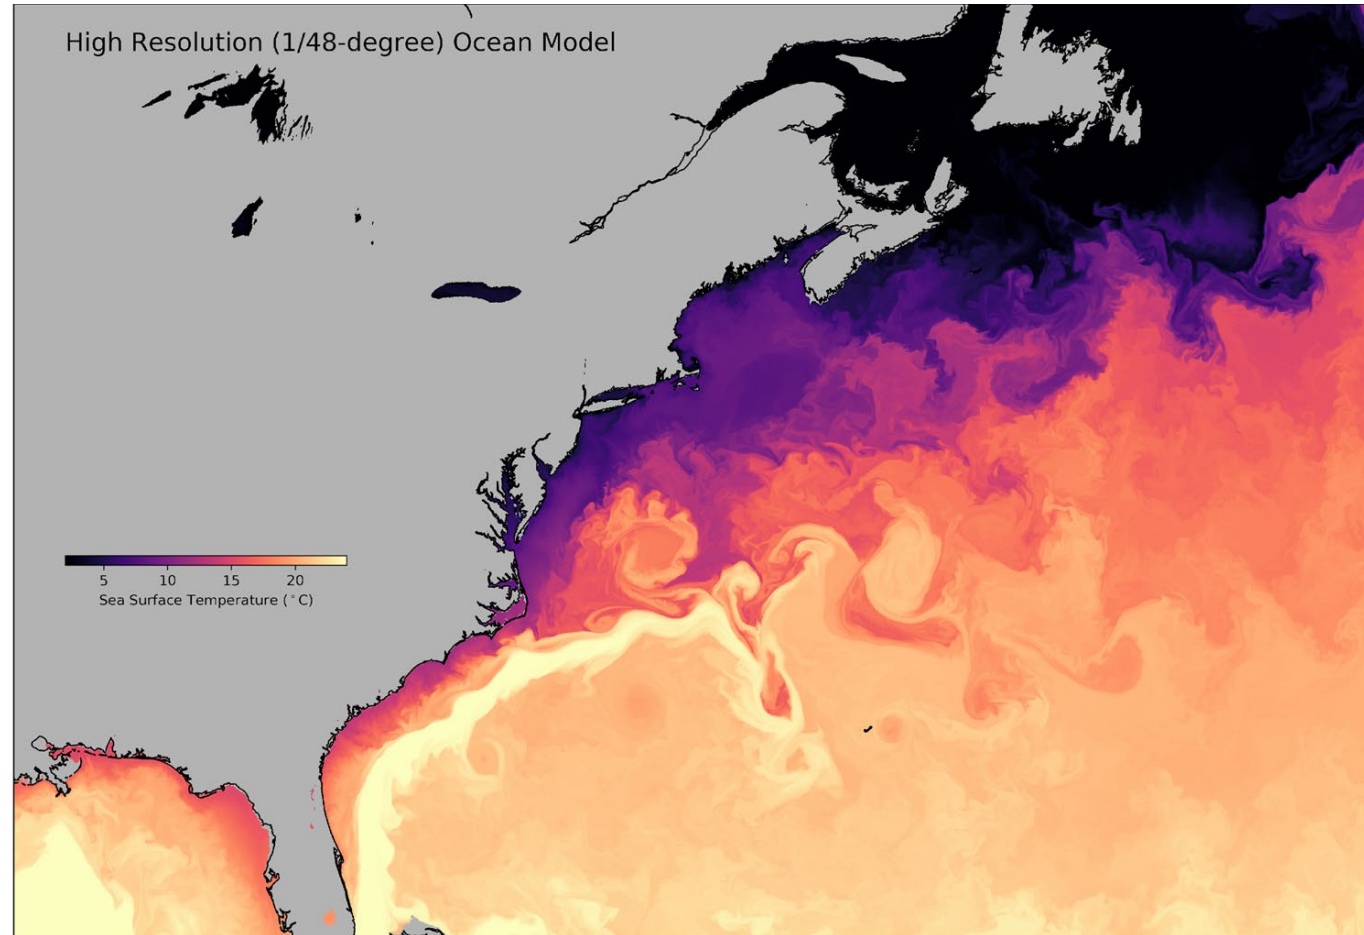 High Resolution (1/48-degree) Ocean Model
5 10 15 20
Sea Surface Temperature (°C)